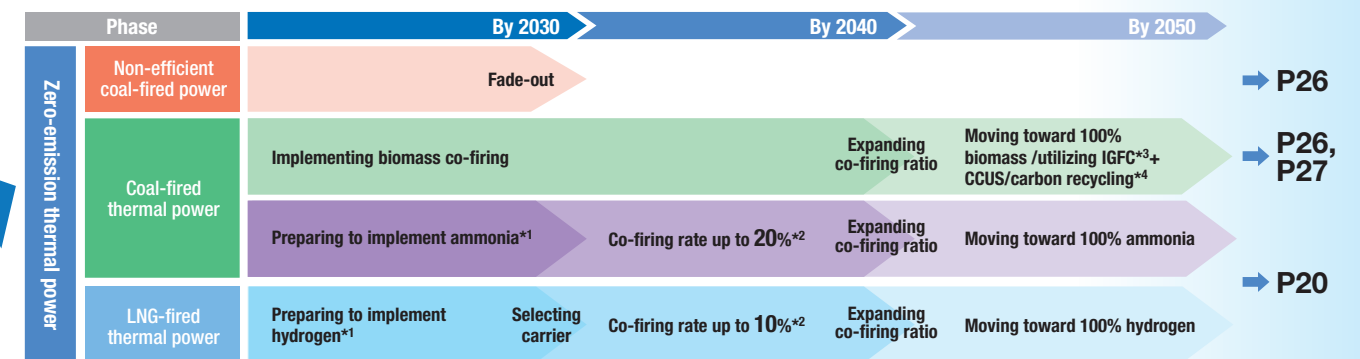 Phase
By 2030
By 2040
By 2050
Zero-emission thermal power
Non-efficient
coal-fired power
Fade-out
P26
Coal-fired
thermal power
Implementing biomass co-firing
Expanding
co-firing ratio
Moving toward 100%
biomass /utilizing IGFC*3+
CCUS/carbon recycling*4
P26,
P27
Preparing to implement ammonia*1
Co-firing rate up to 20%*2
Expanding
co-firing ratio
Moving toward 100% ammonia
P20
LNG-fired
thermal power
Preparing to implement
hydrogen*1
Selecting
carrier
Co-firing rate up to 10%*2
Expanding
co-firing ratio
Moving toward 100% hydrogen